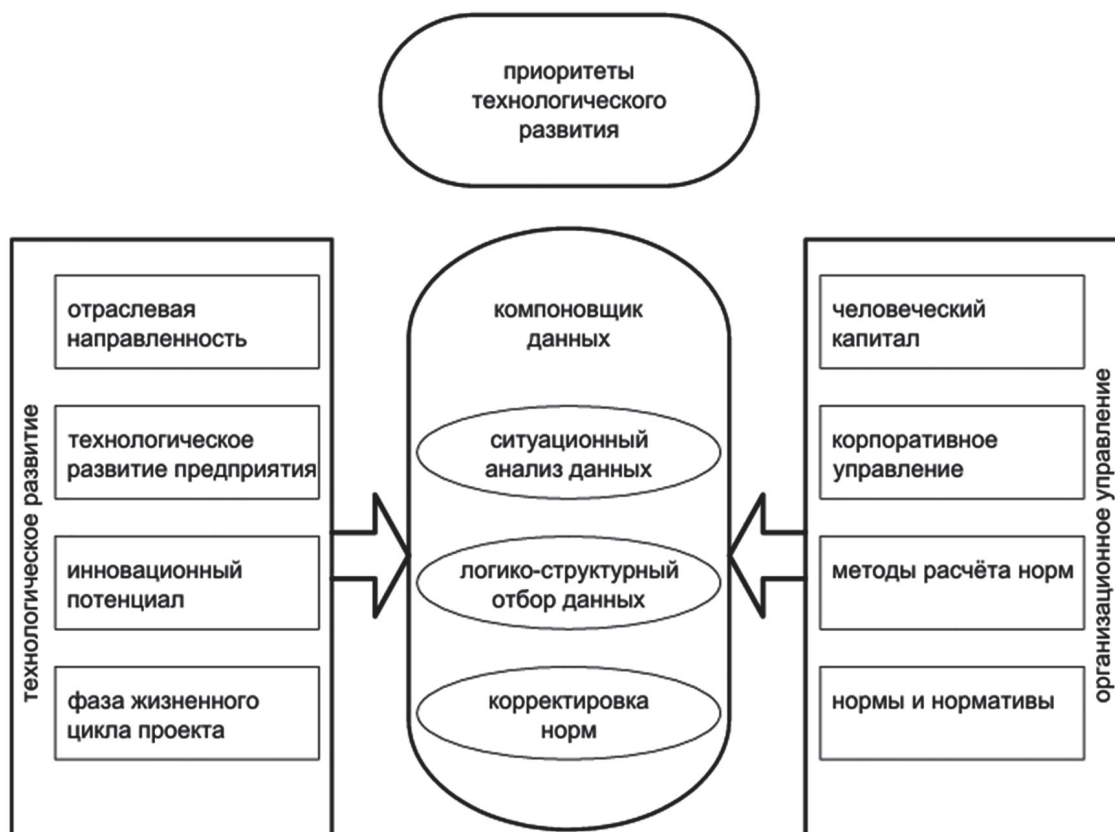 приоритеты
технологического
развития
технологическое развитие
отраслевая
направленность
технологическое
развитие предприятия
инновационный
потенциал
фаза жизненного
цикла проекта
компоновщик
данных
ситуационный
анализ данных
логико-структурный
отбор данных
корректировка
норм
человеческий
капитал
корпоративное
управление
методы расчёта норм
нормы и нормативы
организационное управление